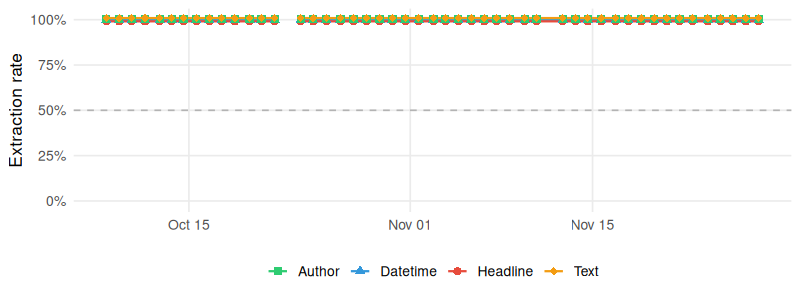 Extraction rate
100%
75%
50%
25%
0%
Oct 15 Nov 01 Nov 15
Author Datetime Headline Text